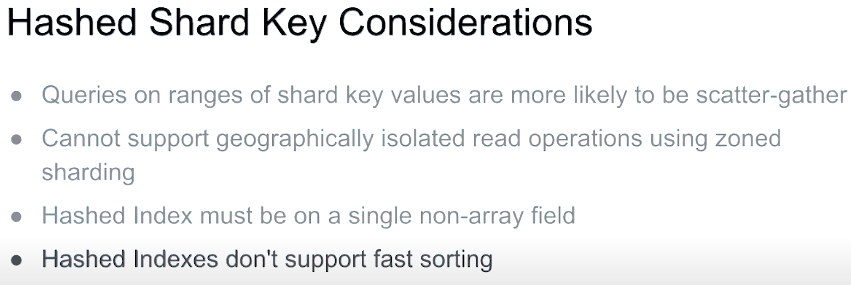 Hashed Shard Key Considerations
● Queries on ranges of shard key values are more likely to be scatter-gather
● Cannot support geographically isolated read operations using zoned
sharding
● Hashed Index must be on a single non-array field
● Hashed Indexes don't support fast sorting